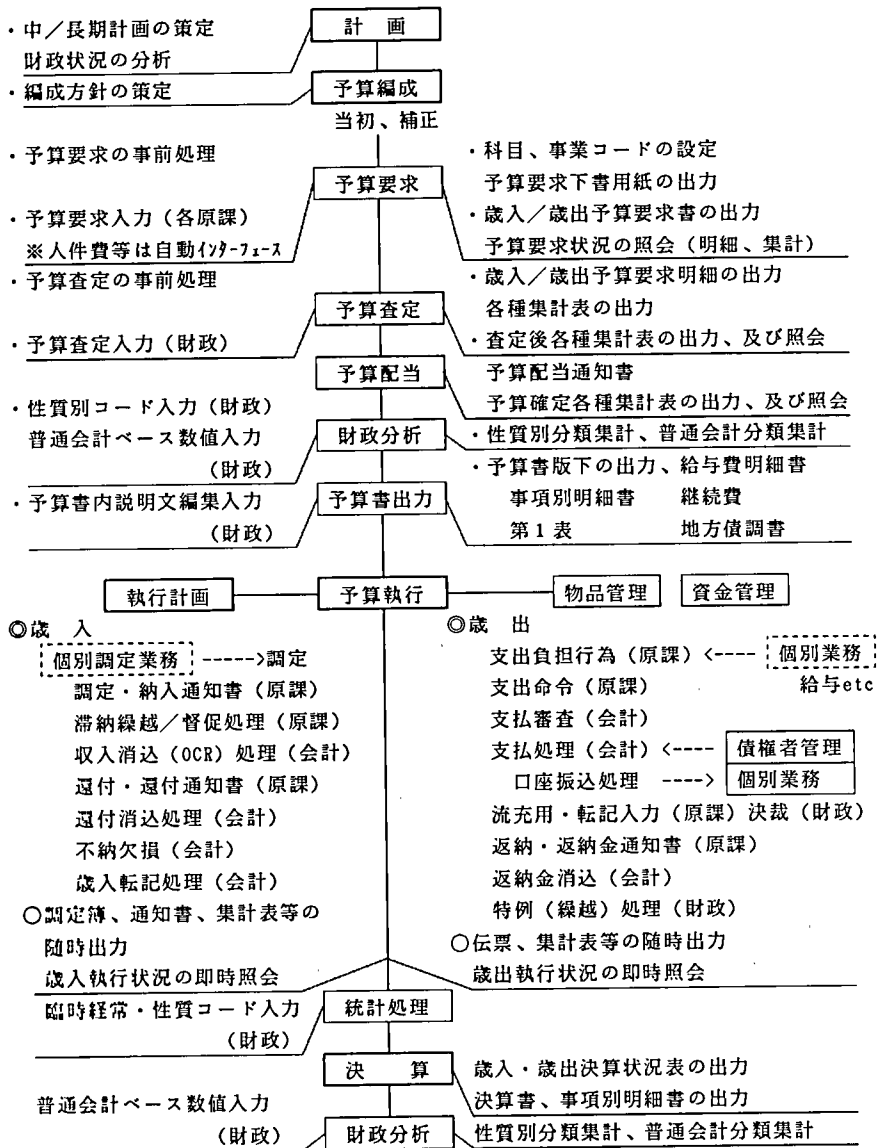 ・中／長期計画の策定
財政状況の分析
計　画
・編成方針の策定
予算編成
当初、補正
・予算要求の事前処理
・予算要求入力（各原課）
※人件費等は自動ｲﾝﾀｰﾌｪｰｽ
予算要求
・科目、事業コードの設定
予算要求下書用紙の出力
・歳入／歳出予算要求書の出力
予算要求状況の照会（明細、集計）
・予算査定の事前処理
・予算査定入力（財政）
予算査定
・歳入／歳出予算要求明細の出力
各種集計表の出力
・査定後各種集計表の出力、及び照会
予算配当
予算配当通知書
予算確定各種集計表の出力、及び照会
・性質別コード入力（財政）
普通会計ベース数値入力
（財政）
財政分析
・性質別分類集計、普通会計分類集計
・予算書内説明文編集入力
（財政）
予算書出力
・予算書版下の出力、給与費明細書
事項別明細書　継続費
第１表　地方債調書
執行計画　予算執行　物品管理　資金管理
◎歳　入
個別調定業務 ----->調定
調定・納入通知書（原課）
滞納繰越／督促処理（原課）
収入消込（OCR）処理（会計）
還付・還付通知書（原課）
還付消込処理（会計）
不納欠損（会計）
歳入転記処理（会計）
○調定簿、通知書、集計表等の
随時出力
歳入執行状況の即時照会
◎歳　出
支出負担行為（原課）<---- 個別業務
支出命令（原課）　給与etc
支払審査（会計）
支払処理（会計）<---- 債権者管理
口座振込処理 ----> 個別業務
流充用・転記入力（原課）決裁（財政）
返納・返納金通知書（原課）
返納金消込（会計）
特例（繰越）処理（財政）
○伝票、集計表等の随時出力
歳出執行状況の即時照会
臨時経常・性質コード入力
（財政）
統計処理
決　算
歳入・歳出決算状況表の出力
決算書、事項別明細書の出力
普通会計ベース数値入力
（財政）
財政分析
性質別分類集計、普通会計分類集計